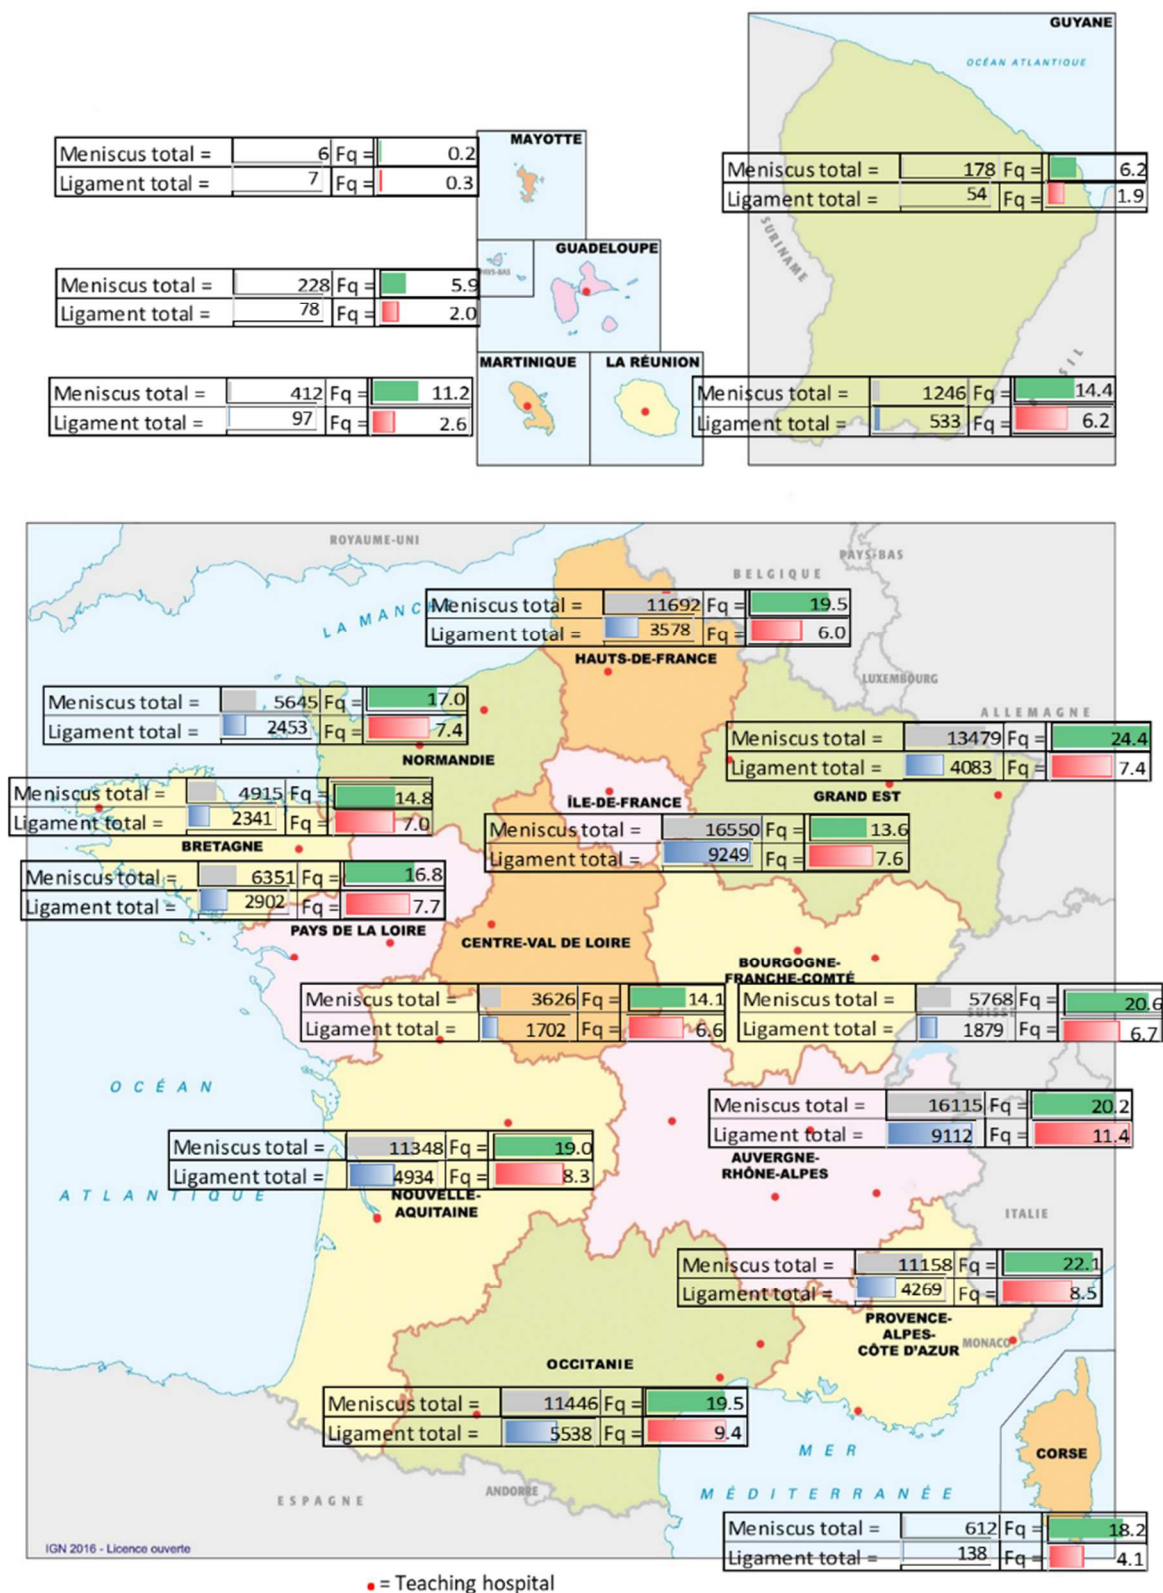 GUYANE
OCÉAN ATLANTIQUE
MAYOTTE
Meniscus total = 6 Fq = 0.2
Ligament total = 7 Fq = 0.3
Meniscus total = 178 Fq = 6.2
Ligament total = 54 Fq = 1.9
SURINAME
GUADELOUPE
PAYS-BAS
Meniscus total = 228 Fq = 5.9
Ligament total = 78 Fq = 2.0
MARTINIQUE
LA RÉUNION
SIL
Meniscus total = 412 Fq = 11.2
Ligament total = 97 Fq = 2.6
Meniscus total = 1246 Fq = 14.4
Ligament total = 533 Fq = 6.2
ROYAUME-UNI
PAYS-BAS
BELGIQUE
LA MANCHE
Meniscus total = 11692 Fq = 19.5
Ligament total = 3578 Fq = 6.0
HAUTS-DE-FRANCE
LUXEMBOURG
ALLEMAGNE
Meniscus total = 5645 Fq = 17.0
Ligament total = 2453 Fq = 7.4
NORMANDIE
Meniscus total = 13479 Fq = 24.4
Ligament total = 4083 Fq = 7.4
GRAND EST
ÎLE-DE-FRANCE
Meniscus total = 4915 Fq = 14.8
Ligament total = 2341 Fq = 7.0
BRETAGNE
Meniscus total = 16550 Fq = 13.6
Ligament total = 9249 Fq = 7.6
Meniscus total = 6351 Fq = 16.8
Ligament total = 2902 Fq = 7.7
PAYS DE LA LOIRE
CENTRE-VAL DE LOIRE
BOURGOGNE-
FRANCHE-COMTÉ
Meniscus total = 3626 Fq = 14.1
Ligament total = 1702 Fq = 6.6
Meniscus total = 5768 Fq = 20.6
Ligament total = 1879 Fq = 6.7
SUISSE
OCÉAN
ATLANTIQUE
Meniscus total = 16115 Fq = 20.2
Ligament total = 9112 Fq = 11.4
AUVERGNE-
RHÔNE-ALPES
Meniscus total = 11348 Fq = 19.0
Ligament total = 4934 Fq = 8.3
NOUVELLE-
AQUITAINE
ITALIE
Meniscus total = 11158 Fq = 22.1
Ligament total = 4269 Fq = 8.5
PROVENCE-
ALPES-
CÔTE D'AZUR
MONACO
OCCITANIE
Meniscus total = 11446 Fq = 19.5
Ligament total = 5538 Fq = 9.4
CORSE
MER
MÉDITERRANÉE
ESPAGNE
ANDORRE
Meniscus total = 612 Fq = 18.2
Ligament total = 138 Fq = 4.1
IGN 2016 - Licence ouverte
= Teaching hospital